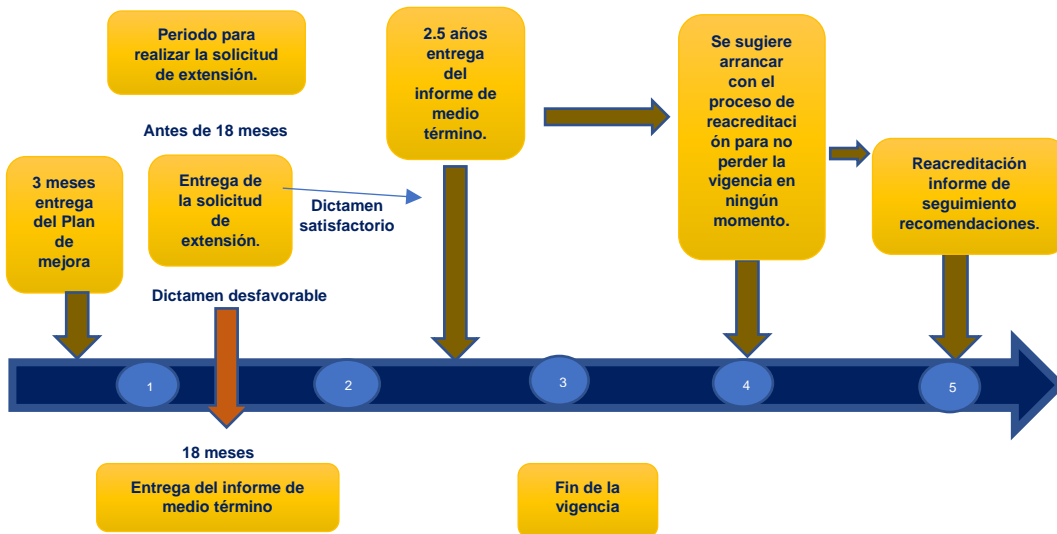 Periodo para
realizar la solicitud
de extensión.
2.5 años
entrega
del
informe de
medio
término.
Se sugiere
arrancar
con el
proceso de
reacreditaci
ón para no
perder la
vigencia en
ningún
momento.
Antes de 18 meses
3 meses
entrega
del Plan
de
mejora
Entrega de
la solicitud
de
extensión.
Dictamen
satisfactorio
Reacreditación
informe de
seguimiento
recomendaciones.
Dictamen desfavorable
1
2
3
4
5
18 meses
Entrega del informe de
medio término
Fin de la
vigencia